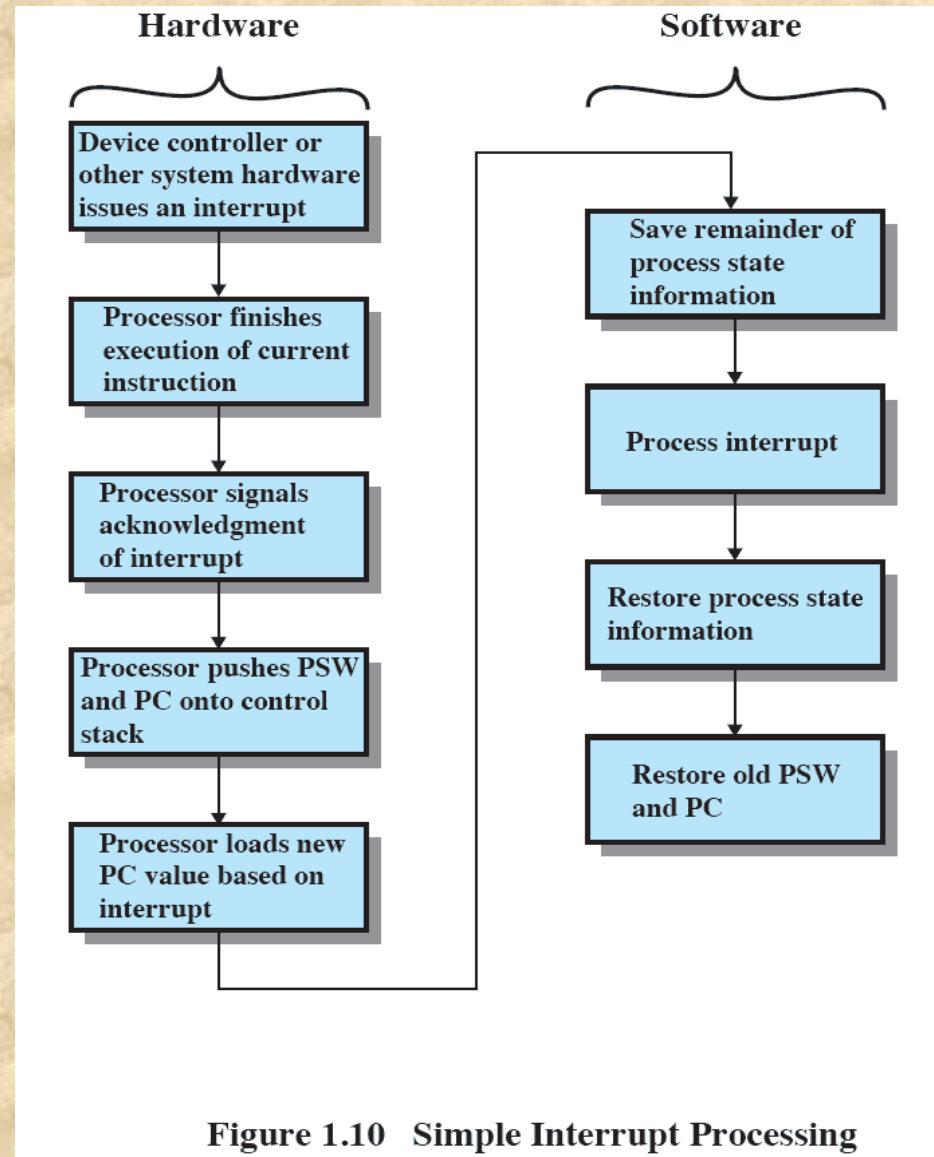 Hardware
Device controller or
other system hardware
issues an interrupt
Processor finishes
execution of current
instruction
Processor signals
acknowledgment
of interrupt
Processor pushes PSW
and PC onto control
stack
Processor loads new
PC value based on
interrupt
Software
Save remainder of
process state
information
Process interrupt
Restore process state
information
Restore old PSW
and PC
Figure 1.10 Simple Interrupt Processing